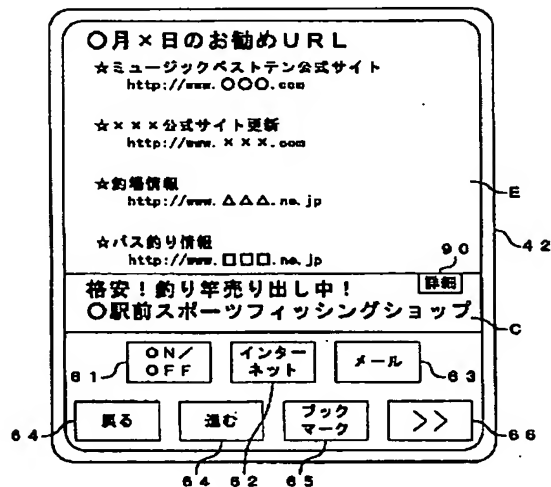 〇月×日のお勧めURL
☆ミュージックベストテン公式サイト
http://www.〇〇〇.com
☆×××公式サイト更新
http://www.×××.com
☆釣場情報
http://www.△△△.ne.jp
E
42
☆バス釣り情報
http://www.□□□.ne.jp
90
詳細
格安!釣り竿売り出し中!
〇駅前スポーツフィッシングショップ
C
61
ON/
OFF
インター
ネット
メール
63
64
戻る
進む
ブック
マーク
>>
66
64
62
65